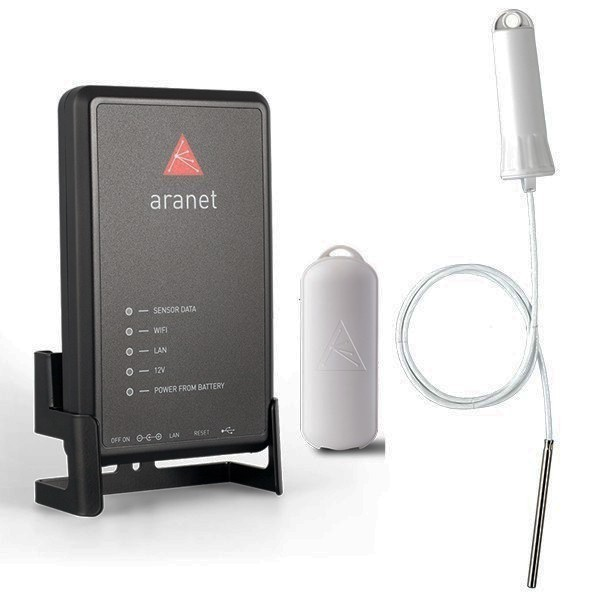 aranet
SENSOR DATA
WIFI
LAN
12V
POWER FROM BATTERY
OFF ON LAN RESET